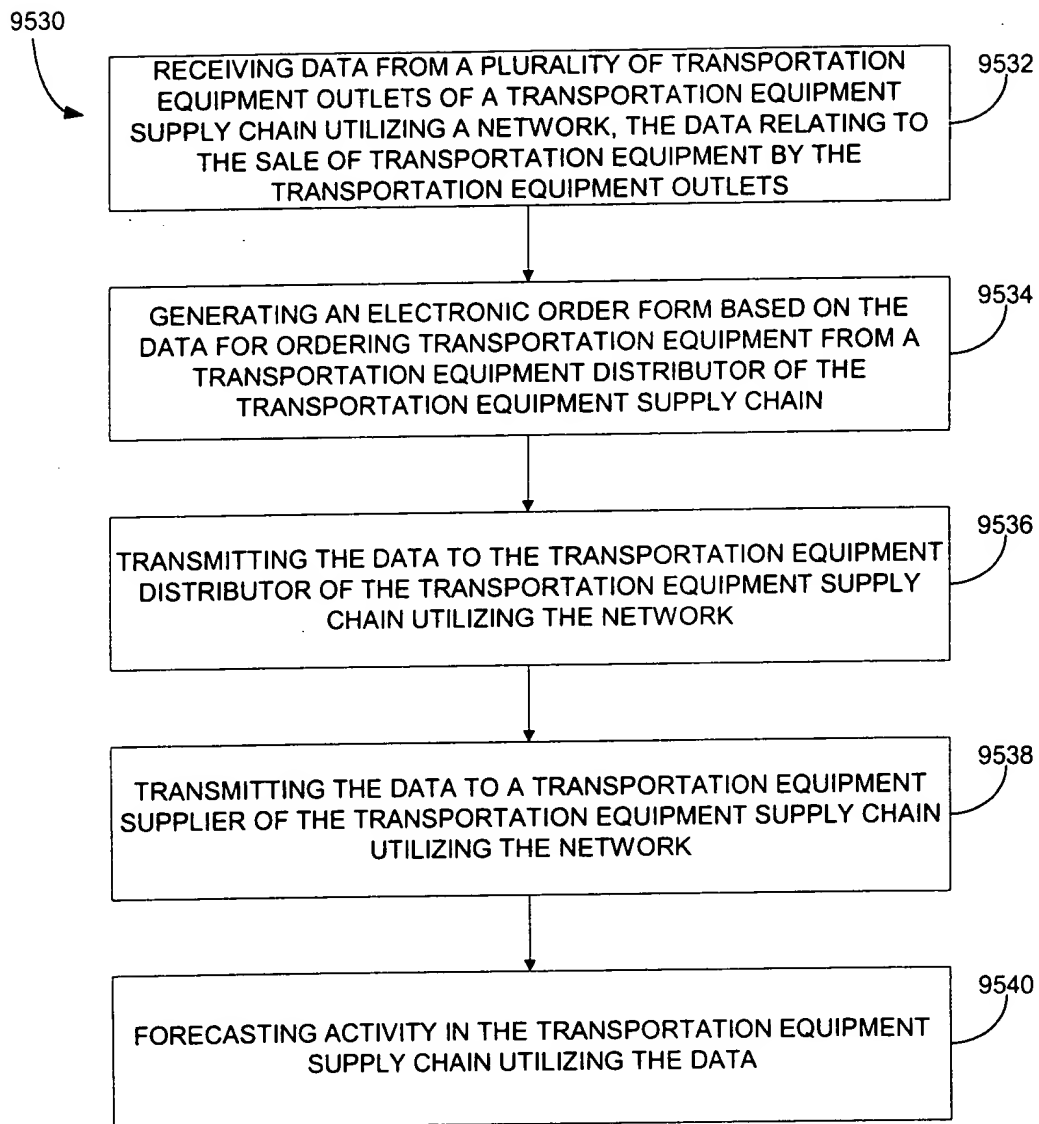 9530
RECEIVING DATA FROM A PLURALITY OF TRANSPORTATION
EQUIPMENT OUTLETS OF A TRANSPORTATION EQUIPMENT
SUPPLY CHAIN UTILIZING A NETWORK, THE DATA RELATING TO
THE SALE OF TRANSPORTATION EQUIPMENT BY THE
TRANSPORTATION EQUIPMENT OUTLETS
9532
GENERATING AN ELECTRONIC ORDER FORM BASED ON THE
DATA FOR ORDERING TRANSPORTATION EQUIPMENT FROM A
TRANSPORTATION EQUIPMENT DISTRIBUTOR OF THE
TRANSPORTATION EQUIPMENT SUPPLY CHAIN
9534
TRANSMITTING THE DATA TO THE TRANSPORTATION EQUIPMENT
DISTRIBUTOR OF THE TRANSPORTATION EQUIPMENT SUPPLY
CHAIN UTILIZING THE NETWORK
9536
TRANSMITTING THE DATA TO A TRANSPORTATION EQUIPMENT
SUPPLIER OF THE TRANSPORTATION EQUIPMENT SUPPLY CHAIN
UTILIZING THE NETWORK
9538
FORECASTING ACTIVITY IN THE TRANSPORTATION EQUIPMENT
SUPPLY CHAIN UTILIZING THE DATA
9540